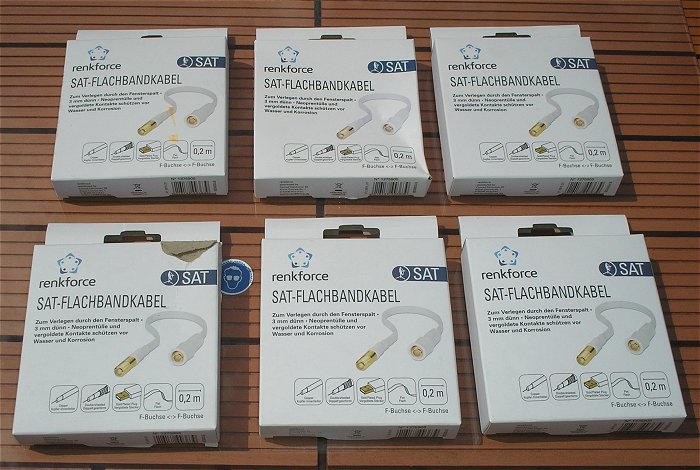 renkforce
SAT
SAT-FLACHBANDKABEL
Zum Verlegen durch den Fensterspalt -
3 mm dünn - Neoprentülle und
vergoldete Kontakte schützen vor
Wasser und Korrosion
0,2 m
F-Buchse <-> F-Buchse
renkforce
SAT
SAT-FLACHBANDKABEL
Zum Verlegen durch den Fensterspalt -
3 mm dünn - Neoprentülle und
vergoldete Kontakte schützen vor
Wasser und Korrosion
0,2 m
F-Buchse <-> F-Buchse
renkforce
SAT
SAT-FLACHBANDKABEL
Zum Verlegen durch den Fensterspalt -
3 mm dünn - Neoprentülle und
vergoldete Kontakte schützen vor
Wasser und Korrosion
0,2 m
F-Buchse <-> F-Buchse
renkforce
SAT
SAT-FLACHBANDKABEL
Zum Verlegen durch den Fensterspalt -
3 mm dünn - Neoprentülle und
vergoldete Kontakte schützen vor
Wasser und Korrosion
0,2 m
F-Buchse <-> F-Buchse
renkforce
SAT
SAT-FLACHBANDKABEL
Zum Verlegen durch den Fensterspalt -
3 mm dünn - Neoprentülle und
vergoldete Kontakte schützen vor
Wasser und Korrosion
0,2 m
F-Buchse <-> F-Buchse
renkforce
SAT
SAT-FLACHBANDKABEL
Zum Verlegen durch den Fensterspalt -
3 mm dünn - Neoprentülle und
vergoldete Kontakte schützen vor
Wasser und Korrosion
0,2 m
F-Buchse <-> F-Buchse